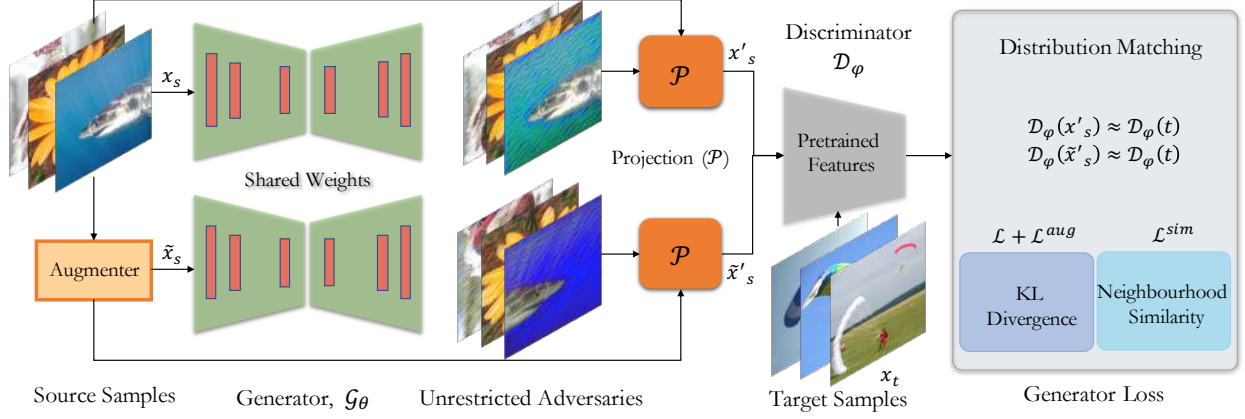 x_s
Shared Weights
Augmenter
x̃_s
𝒫
x'_s
Projection (𝒫)
𝒫
x̃'_s
Discriminator
𝒟_φ
Pretrained
Features
x_t
Distribution Matching
𝒟_φ(x'_s) ≈ 𝒟_φ(t)
𝒟_φ(x̃'_s) ≈ 𝒟_φ(t)
ℒ + ℒ^aug
ℒ^sim
KL
Divergence
Neighbourhood
Similarity
Source Samples
Generator, 𝒢_θ
Unrestricted Adversaries
Target Samples
Generator Loss